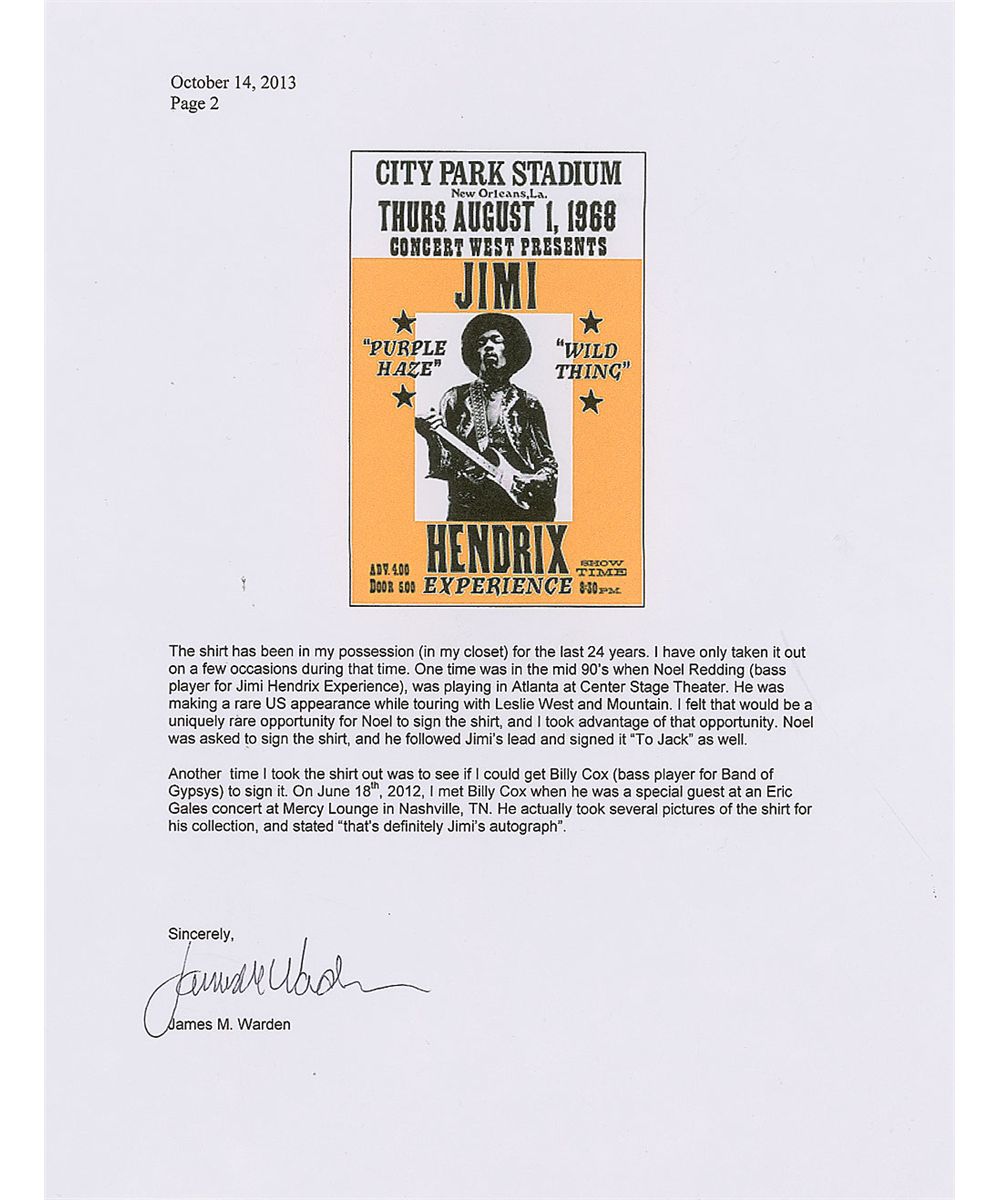 October 14, 2013
Page 2
CITY PARK STADIUM
New Orleans,La.
THURS AUGUST 1, 1968
CONCERT WEST PRESENTS
JIMI
"PURPLE
HAZE"
"WILD
THING"
HENDRIX
EXPERIENCE
ADV. 4.00
DOOR 5.00
SHOW
TIME
8:30 P.M.
The shirt has been in my possession (in my closet) for the last 24 years. I have only taken it out
on a few occasions during that time. One time was in the mid 90's when Noel Redding (bass
player for Jimi Hendrix Experience), was playing in Atlanta at Center Stage Theater. He was
making a rare US appearance while touring with Leslie West and Mountain. I felt that would be a
uniquely rare opportunity for Noel to sign the shirt, and I took advantage of that opportunity. Noel
was asked to sign the shirt, and he followed Jimi's lead and signed it “To Jack” as well.
Another time I took the shirt out was to see if I could get Billy Cox (bass player for Band of
Gypsys) to sign it. On June 18th, 2012, I met Billy Cox when he was a special guest at an Eric
Gales concert at Mercy Lounge in Nashville, TN. He actually took several pictures of the shirt for
his collection, and stated “that's definitely Jimi's autograph”.
Sincerely,
James M Warden
James M. Warden